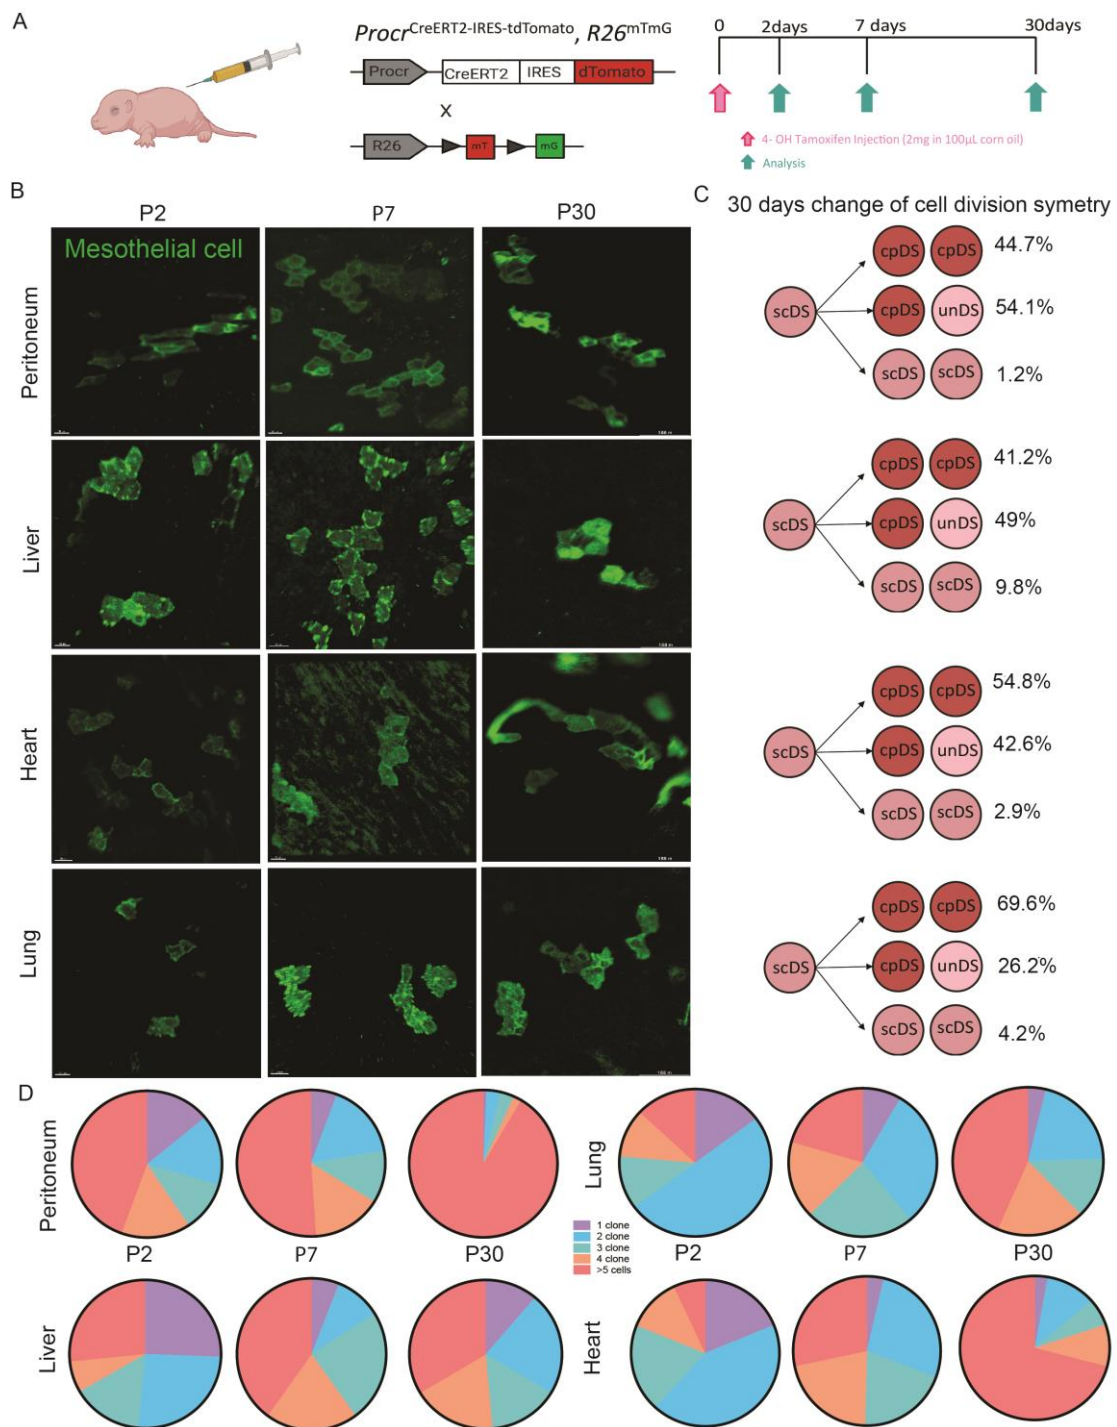 A
Procr^CreERT2-IRES-tdTomato, R26^mTmG
Procr CreERT2 IRES dTomato
X
R26 mT mG
0 2days 7 days 30days
4- OH Tamoxifen Injection (2mg in 100μL corn oil)
Analysis
B
P2 P7 P30
Mesothelial cell
Peritoneum
Liver
Heart
Lung
C 30 days change of cell division symetry
cpDS cpDS 44.7%
scDS cpDS unDS 54.1%
scDS scDS 1.2%
cpDS cpDS 41.2%
scDS cpDS unDS 49%
scDS scDS 9.8%
cpDS cpDS 54.8%
scDS cpDS unDS 42.6%
scDS scDS 2.9%
cpDS cpDS 69.6%
scDS cpDS unDS 26.2%
scDS scDS 4.2%
D
Peritoneum
Lung
1 clone
2 clone
3 clone
4 clone
>5 cells
P2 P7 P30 P2 P7 P30
Liver
Heart